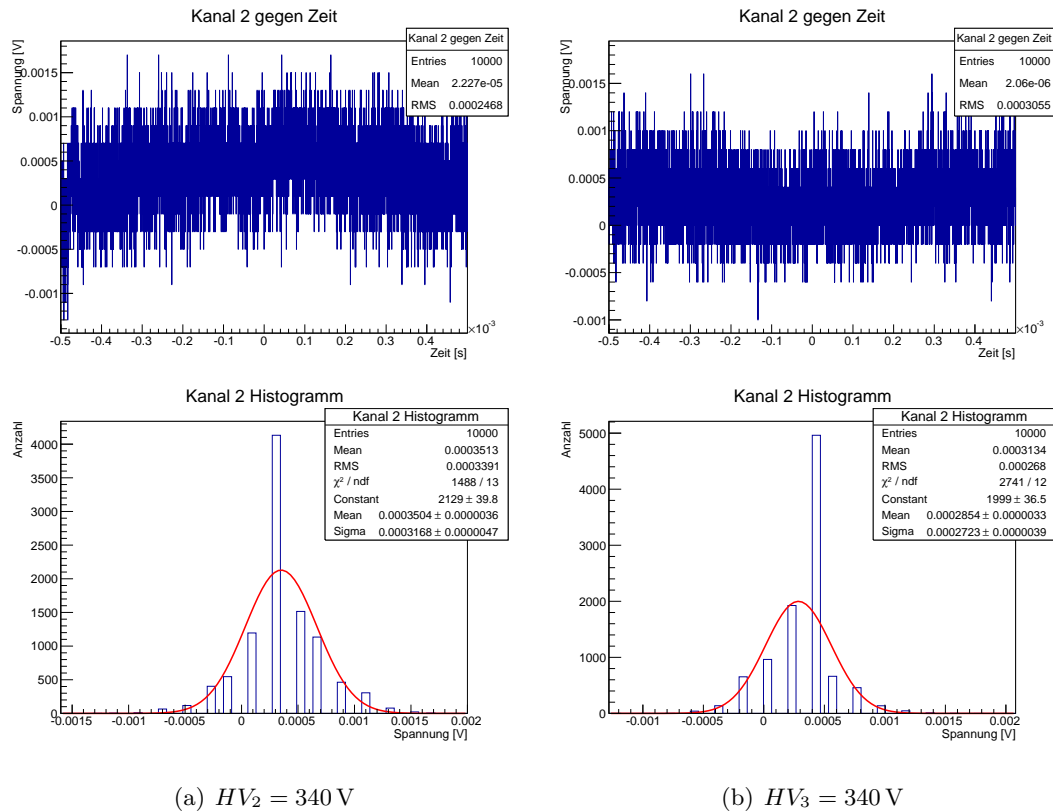 Kanal 2 gegen Zeit
Spannung [V]
Kanal 2 gegen Zeit
Entries 10000
Mean 2.227e-05
RMS 0.0002468
0.0015
0.001
0.0005
0
-0.0005
-0.001
-0.5 -0.4 -0.3 -0.2 -0.1 0 0.1 0.2 0.3 0.4
×10⁻³
Zeit [s]
Kanal 2 gegen Zeit
Spannung [V]
Kanal 2 gegen Zeit
Entries 10000
Mean 2.06e-06
RMS 0.0003055
0.0015
0.001
0.0005
0
-0.0005
-0.001
-0.5 -0.4 -0.3 -0.2 -0.1 0 0.1 0.2 0.3 0.4
×10⁻³
Zeit [s]
Kanal 2 Histogramm
Anzahl
Kanal 2 Histogramm
Entries 10000
Mean 0.0003513
RMS 0.0003391
χ² / ndf 1488 / 13
Constant 2129 ± 39.8
Mean 0.0003504 ± 0.0000036
Sigma 0.0003168 ± 0.0000047
4000
3500
3000
2500
2000
1500
1000
500
0
-0.0015 -0.001 -0.0005 0 0.0005 0.001 0.0015 0.002
Spannung [V]
Kanal 2 Histogramm
Anzahl
Kanal 2 Histogramm
Entries 10000
Mean 0.0003134
RMS 0.000268
χ² / ndf 2741 / 12
Constant 1999 ± 36.5
Mean 0.0002854 ± 0.0000033
Sigma 0.0002723 ± 0.0000039
5000
4000
3000
2000
1000
0
-0.001 -0.0005 0 0.0005 0.001 0.0015 0.002
Spannung [V]
(a) HV₂ = 340 V
(b) HV₃ = 340 V